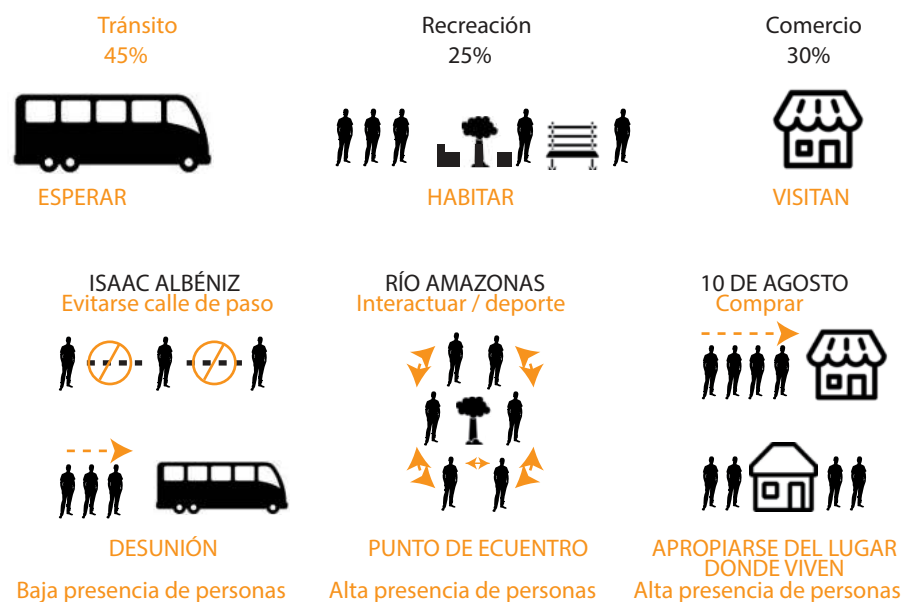 Tránsito
45%
Recreación
25%
Comercio
30%
ESPERAR
HABITAR
VISITAN
ISAAC ALBÉNIZ
Evitarse calle de paso
RÍO AMAZONAS
Interactuar / deporte
10 DE AGOSTO
Comprar
DESUNIÓN
PUNTO DE ECUENTRO
APROPIARSE DEL LUGAR
DONDE VIVEN
Baja presencia de personas
Alta presencia de personas
Alta presencia de personas